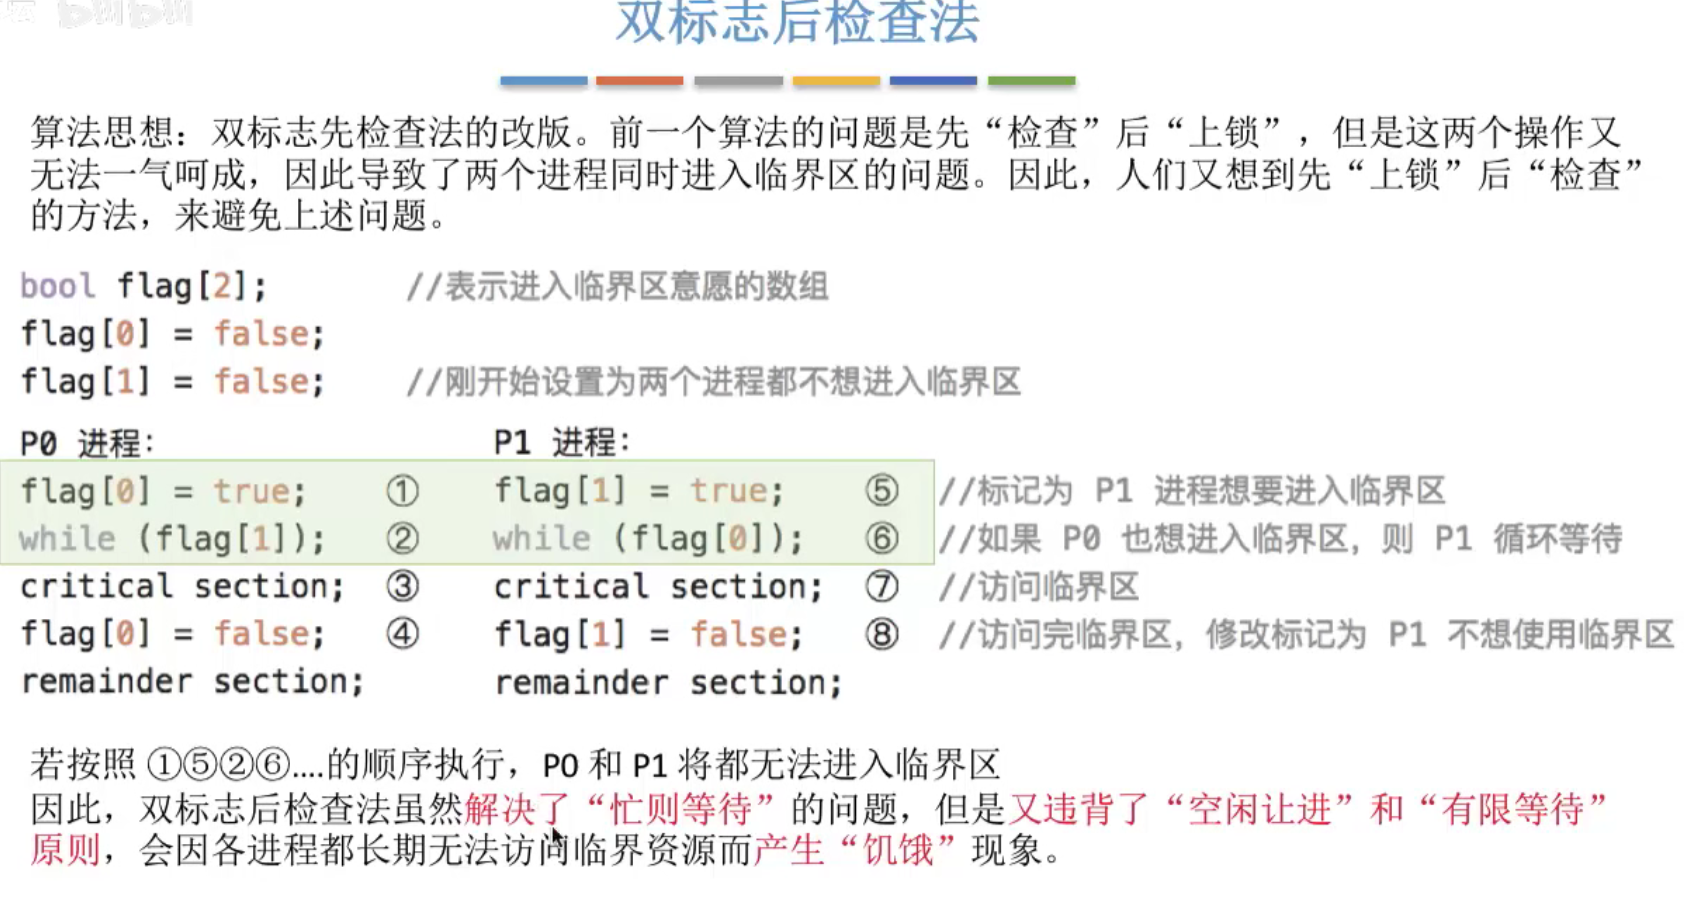 双标志后检查法
算法思想：双标志先检查法的改版。前一个算法的问题是先“检查”后“上锁”，但是这两个操作又
无法一气呵成，因此导致了两个进程同时进入临界区的问题。因此，人们又想到先“上锁”后“检查”
的方法，来避免上述问题。
bool flag[2]; //表示进入临界区意愿的数组
flag[0] = false;
flag[1] = false; //刚开始设置为两个进程都不想进入临界区
P0 进程： P1 进程：
flag[0] = true; ① flag[1] = true; ⑤ //标记为 P1 进程想要进入临界区
while (flag[1]); ② while (flag[0]); ⑥ //如果 P0 也想进入临界区，则 P1 循环等待
critical section; ③ critical section; ⑦ //访问临界区
flag[0] = false; ④ flag[1] = false; ⑧ //访问完临界区，修改标记为 P1 不想使用临界区
remainder section; remainder section;
若按照 ①⑤②⑥....的顺序执行，P0 和 P1 将都无法进入临界区
因此，双标志后检查法虽然解决了“忙则等待”的问题，但是又违背了“空闲让进”和“有限等待”
原则，会因各进程都长期无法访问临界资源而产生“饥饿”现象。